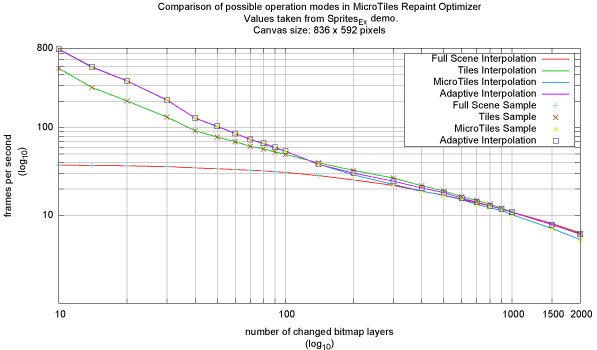 Comparison of possible operation modes in MicroTiles Repaint Optimizer
Values taken from SpritesEx demo.
Canvas size: 836 x 592 pixels
800
100
10
frames per second
(log10)
Full Scene Interpolation
Tiles Interpolation
MicroTiles Interpolation
Adaptive Interpolation
Full Scene Sample
Tiles Sample
MicroTiles Sample
Adaptive Interpolation
10
100
1000
1500
2000
number of changed bitmap layers
(log10)